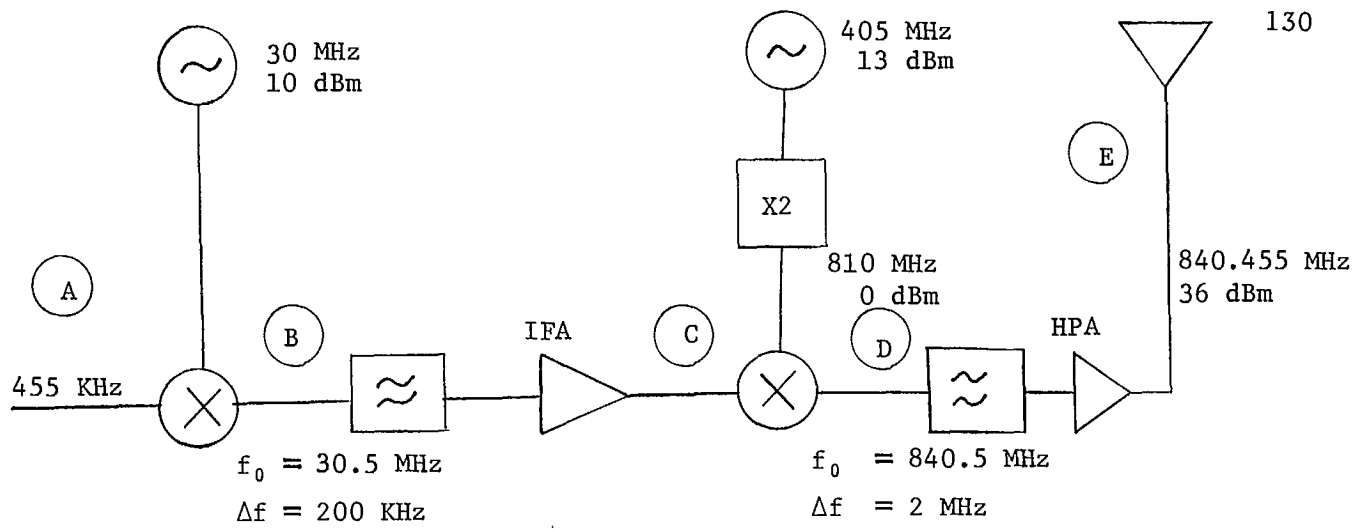 130
30 MHz
10 dBm
405 MHz
13 dBm
X2
E
A
810 MHz
0 dBm
840.455 MHz
36 dBm
B
IFA
C
D
HPA
455 KHz
f₀ = 30.5 MHz
Δf = 200 KHz
f₀ = 840.5 MHz
Δf = 2 MHz